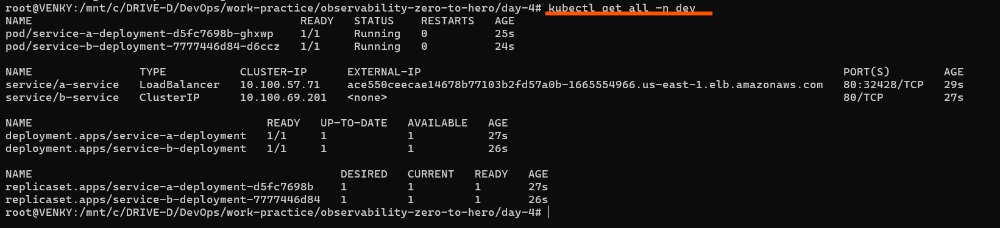 root@VENKY:/mnt/c/DRIVE-D/DevOps/work-practice/observability-zero-to-hero/day-4# kubectl get all -n dev
NAME                                        READY   STATUS    RESTARTS   AGE
pod/service-a-deployment-d5fc7698b-ghxwp    1/1     Running   0          25s
pod/service-b-deployment-7777446d84-d6ccz   1/1     Running   0          24s

NAME                TYPE           CLUSTER-IP      EXTERNAL-IP                                                               PORT(S)        AGE
service/a-service   LoadBalancer   10.100.57.71    ace550ceecae14678b77103b2fd57a0b-1665554966.us-east-1.elb.amazonaws.com   80:32428/TCP   29s
service/b-service   ClusterIP      10.100.69.201   <none>                                                                    80/TCP         27s

NAME                                   READY   UP-TO-DATE   AVAILABLE   AGE
deployment.apps/service-a-deployment   1/1     1            1           27s
deployment.apps/service-b-deployment   1/1     1            1           26s

NAME                                              DESIRED   CURRENT   READY   AGE
replicaset.apps/service-a-deployment-d5fc7698b    1         1         1       27s
replicaset.apps/service-b-deployment-7777446d84   1         1         1       26s
root@VENKY:/mnt/c/DRIVE-D/DevOps/work-practice/observability-zero-to-hero/day-4#